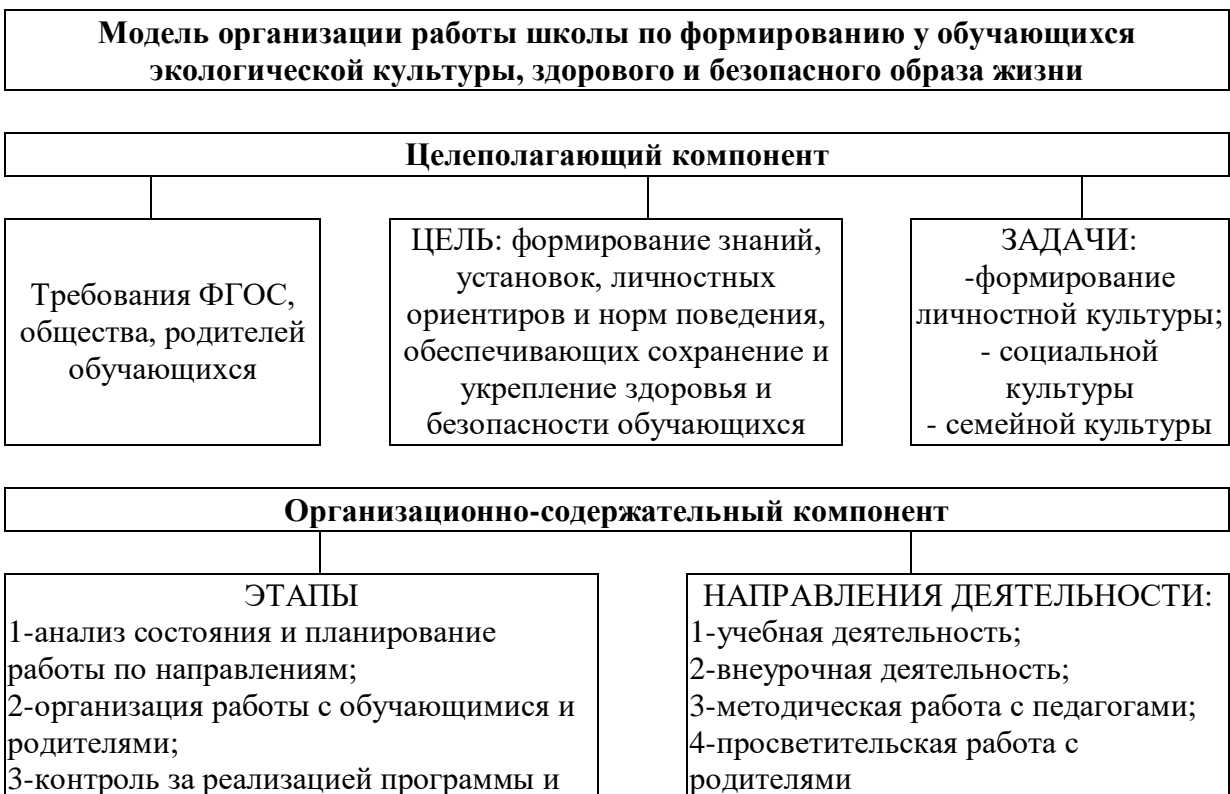 Модель организации работы школы по формированию у обучающихся
экологической культуры, здорового и безопасного образа жизни
Целеполагающий компонент
Требования ФГОС,
общества, родителей
обучающихся
ЦЕЛЬ: формирование знаний,
установок, личностных
ориентиров и норм поведения,
обеспечивающих сохранение и
укрепление здоровья и
безопасности обучающихся
ЗАДАЧИ:
-формирование
личностной культуры;
- социальной
культуры
- семейной культуры
Организационно-содержательный компонент
ЭТАПЫ
1-анализ состояния и планирование
работы по направлениям;
2-организация работы с обучающимися и
родителями;
3-контроль за реализацией программы и
НАПРАВЛЕНИЯ ДЕЯТЕЛЬНОСТИ:
1-учебная деятельность;
2-внеурочная деятельность;
3-методическая работа с педагогами;
4-просветительская работа с
родителями